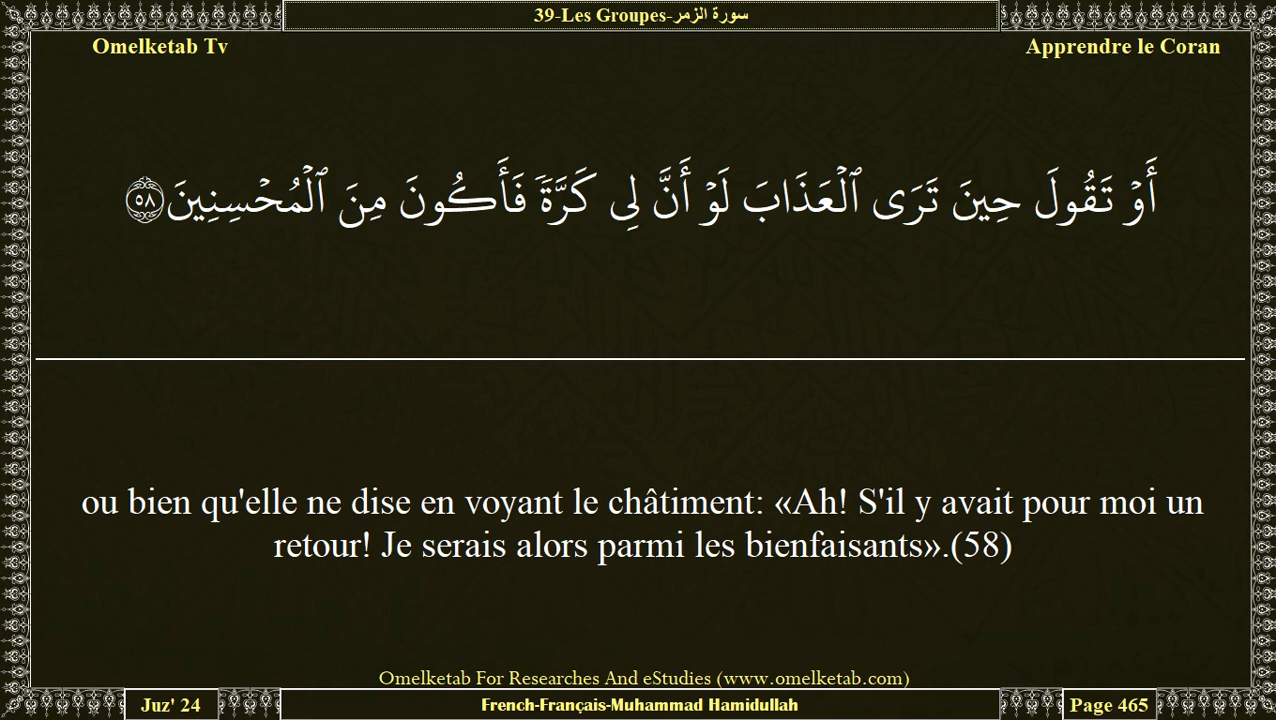 39-Les Groupes-سورة الزمر
Omelketab Tv
Apprendre le Coran
أَوۡ تَقُولَ حِينَ تَرَى ٱلۡعَذَابَ لَوۡ أَنَّ لِي كَرَّةٗ فَأَكُونَ مِنَ ٱلۡمُحۡسِنِينَ ٥٨
ou bien qu'elle ne dise en voyant le châtiment: «Ah! S'il y avait pour moi un
retour! Je serais alors parmi les bienfaisants».(58)
Omelketab For Researches And eStudies (www.omelketab.com)
Juz' 24
French-Français-Muhammad Hamidullah
Page 465